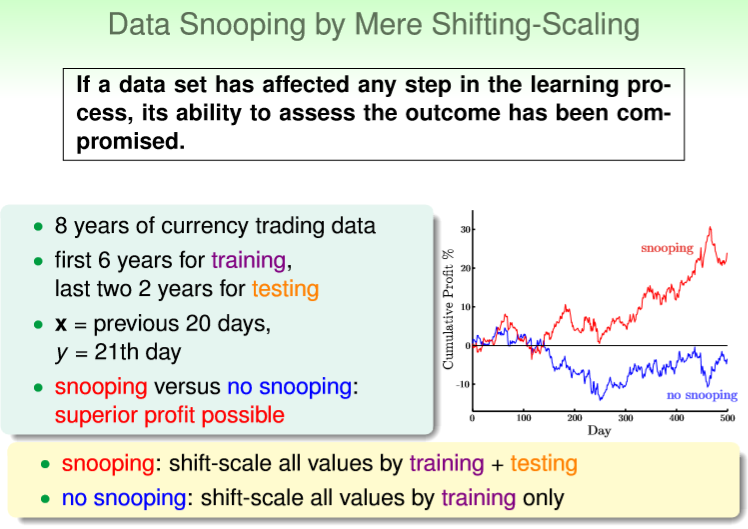 Data Snooping by Mere Shifting-Scaling
If a data set has affected any step in the learning pro-
cess, its ability to assess the outcome has been com-
promised.
• 8 years of currency trading data
• first 6 years for training,
last two 2 years for testing
• x = previous 20 days,
y = 21th day
• snooping versus no snooping:
superior profit possible
Cumulative Profit %
30
20
10
0
-10
snooping
no snooping
0 100 200 300 400 500
Day
• snooping: shift-scale all values by training + testing
• no snooping: shift-scale all values by training only